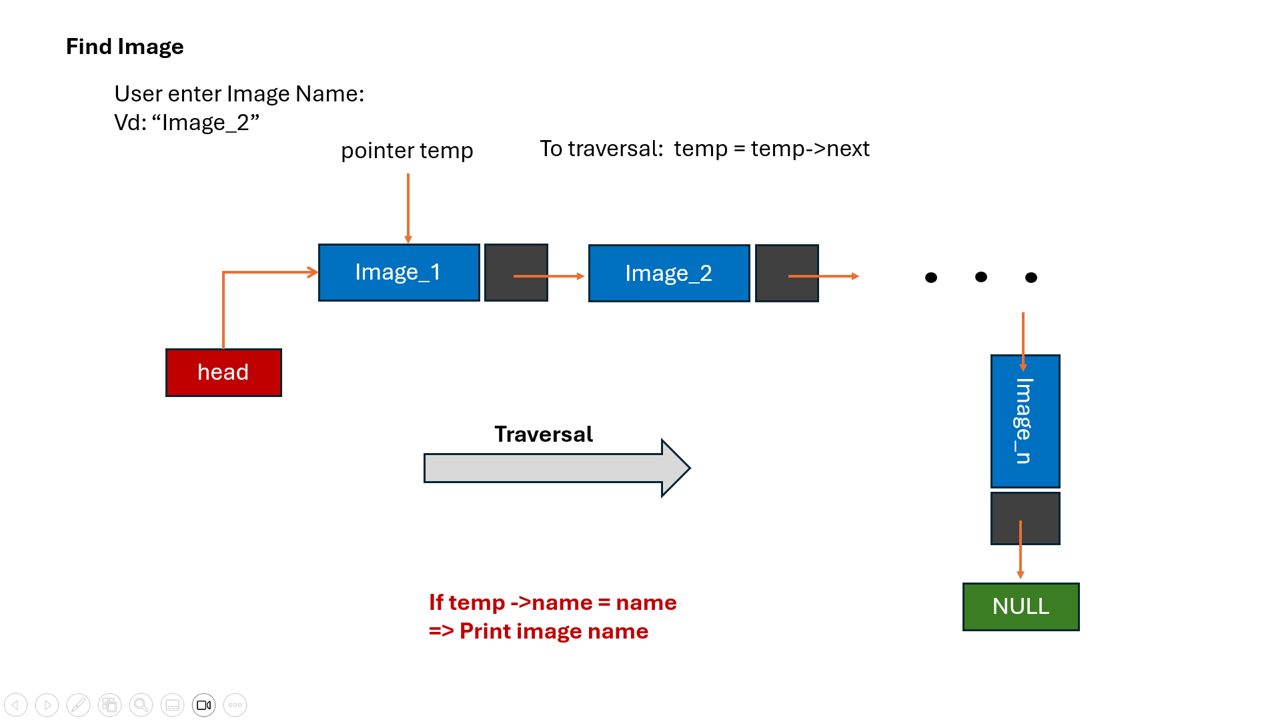 Find Image
User enter Image Name:
Vd: “Image_2”
pointer temp
To traversal:  temp = temp->next
Image_1
Image_2
head
Image_n
Traversal
NULL
If temp ->name = name
=> Print image name